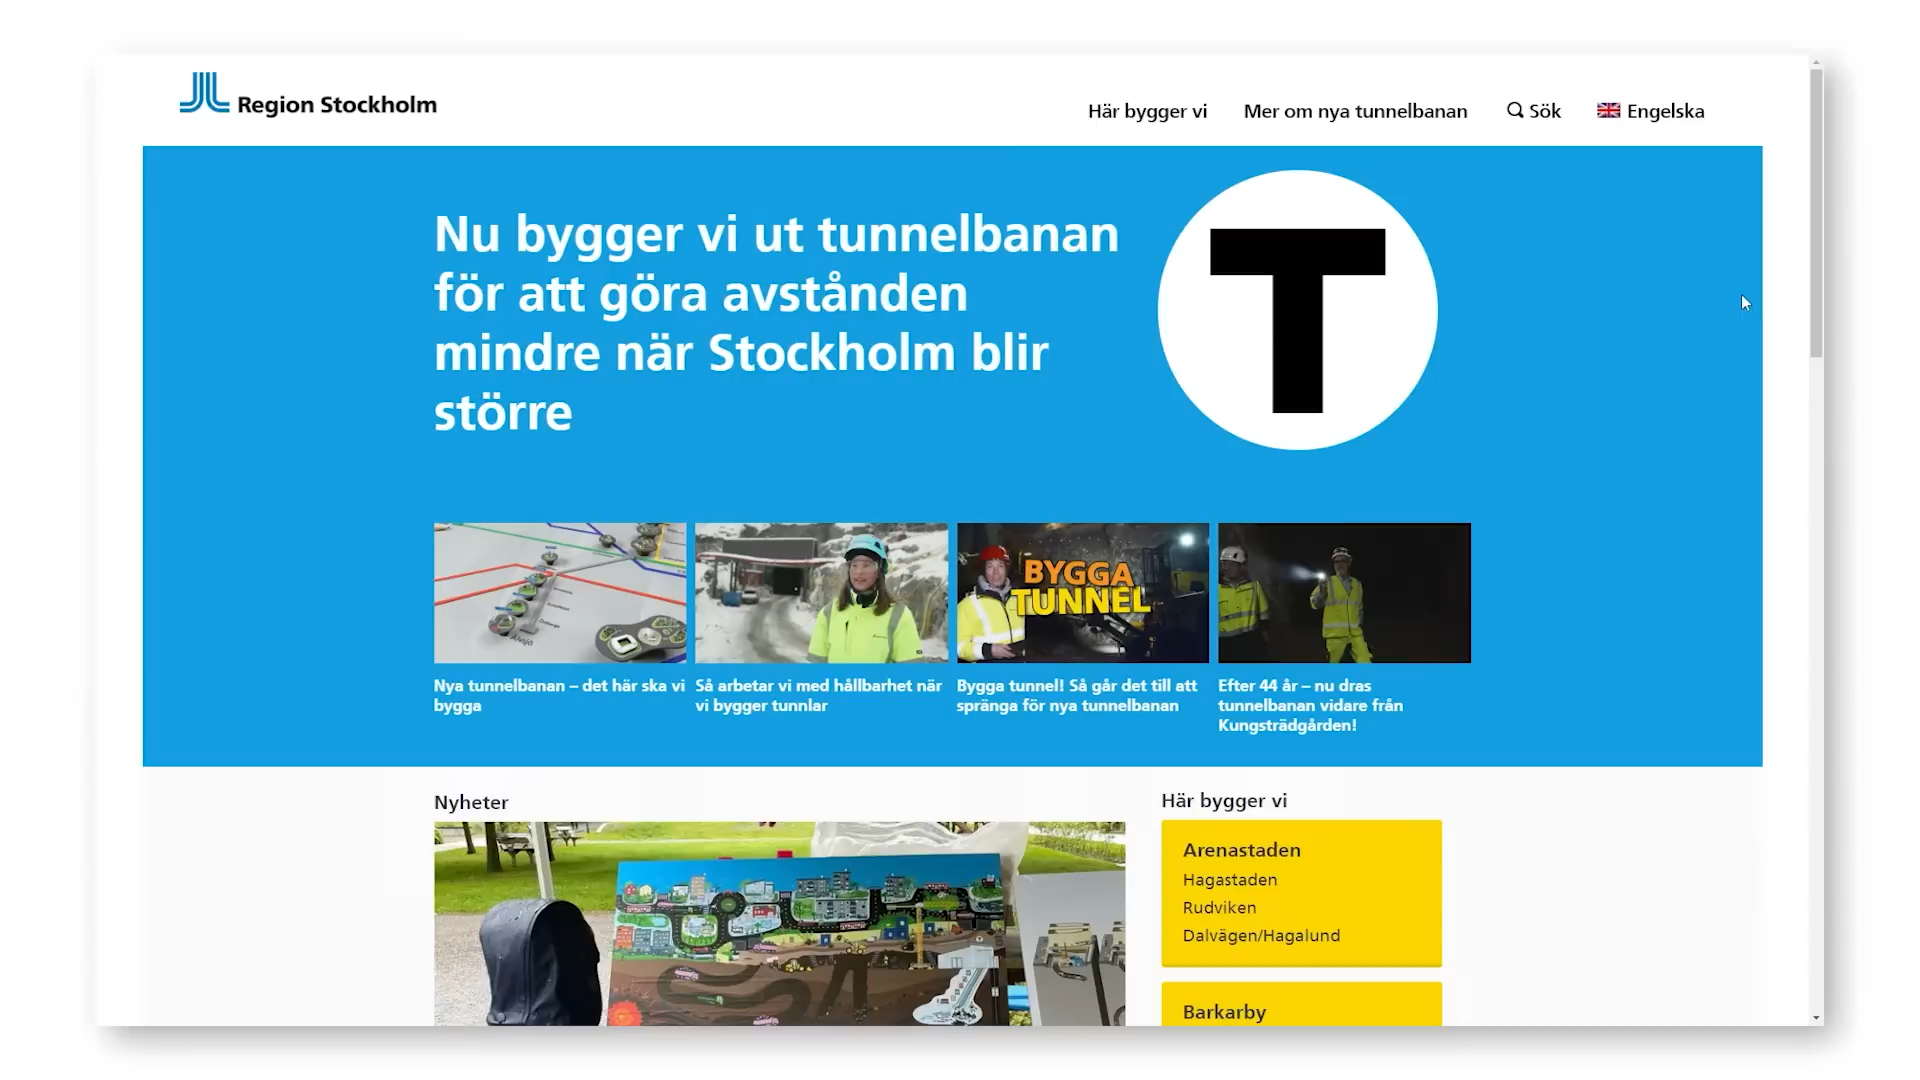 Region Stockholm
Här bygger vi
Mer om nya tunnelbanan
Sök
Engelska
Nu bygger vi ut tunnelbanan
för att göra avstånden
mindre när Stockholm blir
större
T
Älvsjö
BYGGA
TUNNEL
Nya tunnelbanan – det här ska vi
bygga
Så arbetar vi med hållbarhet när
vi bygger tunnlar
Bygga tunnel! Så går det till att
spränga för nya tunnelbanan
Efter 44 år – nu dras
tunnelbanan vidare från
Kungsträdgården!
Nyheter
Här bygger vi
Arenastaden
Hagastaden
Rudviken
Dalvägen/Hagalund
Barkarby